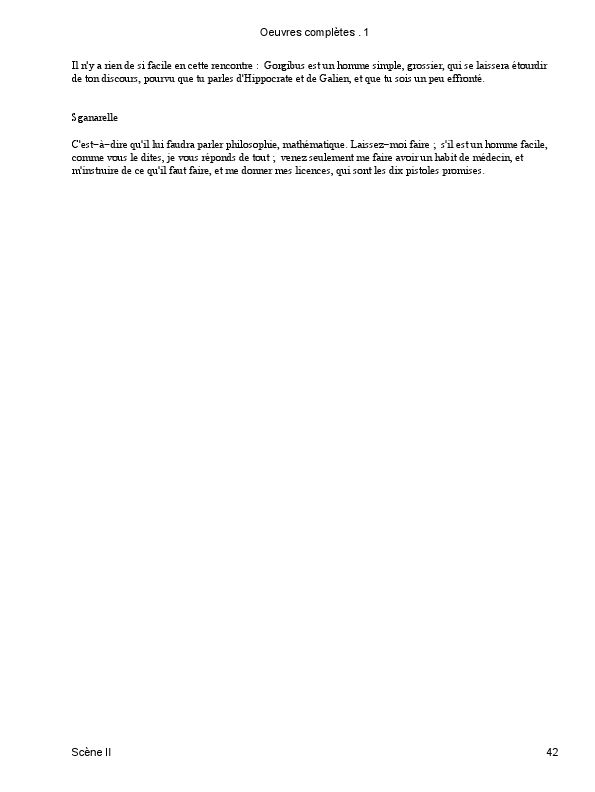 Oeuvres complètes . 1
Il n'y a rien de si facile en cette rencontre :  Gorgibus est un homme simple, grossier, qui se laissera étourdir
de ton discours, pourvu que tu parles d'Hippocrate et de Galien, et que tu sois un peu effronté.
Sganarelle
C'est−à−dire qu'il lui faudra parler philosophie, mathématique. Laissez−moi faire ;  s'il est un homme facile,
comme vous le dites, je vous réponds de tout ;  venez seulement me faire avoir un habit de médecin, et
m'instruire de ce qu'il faut faire, et me donner mes licences, qui sont les dix pistoles promises.
Scène II
42